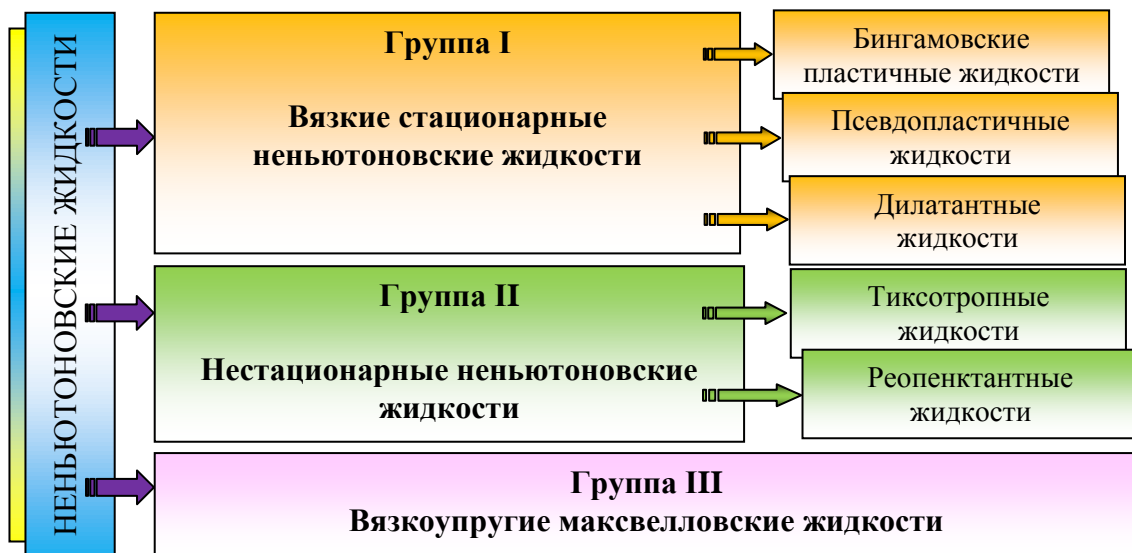 НЕНЬЮТОНОВСКИЕ ЖИДКОСТИ
Группа I
Вязкие стационарные
неньютоновские жидкости
Бингамовские
пластичные жидкости
Псевдопластичные
жидкости
Дилатантные
жидкости
Группа II
Нестационарные неньютоновские
жидкости
Тиксотропные
жидкости
Реопенктантные
жидкости
Группа III
Вязкоупругие максвелловские жидкости